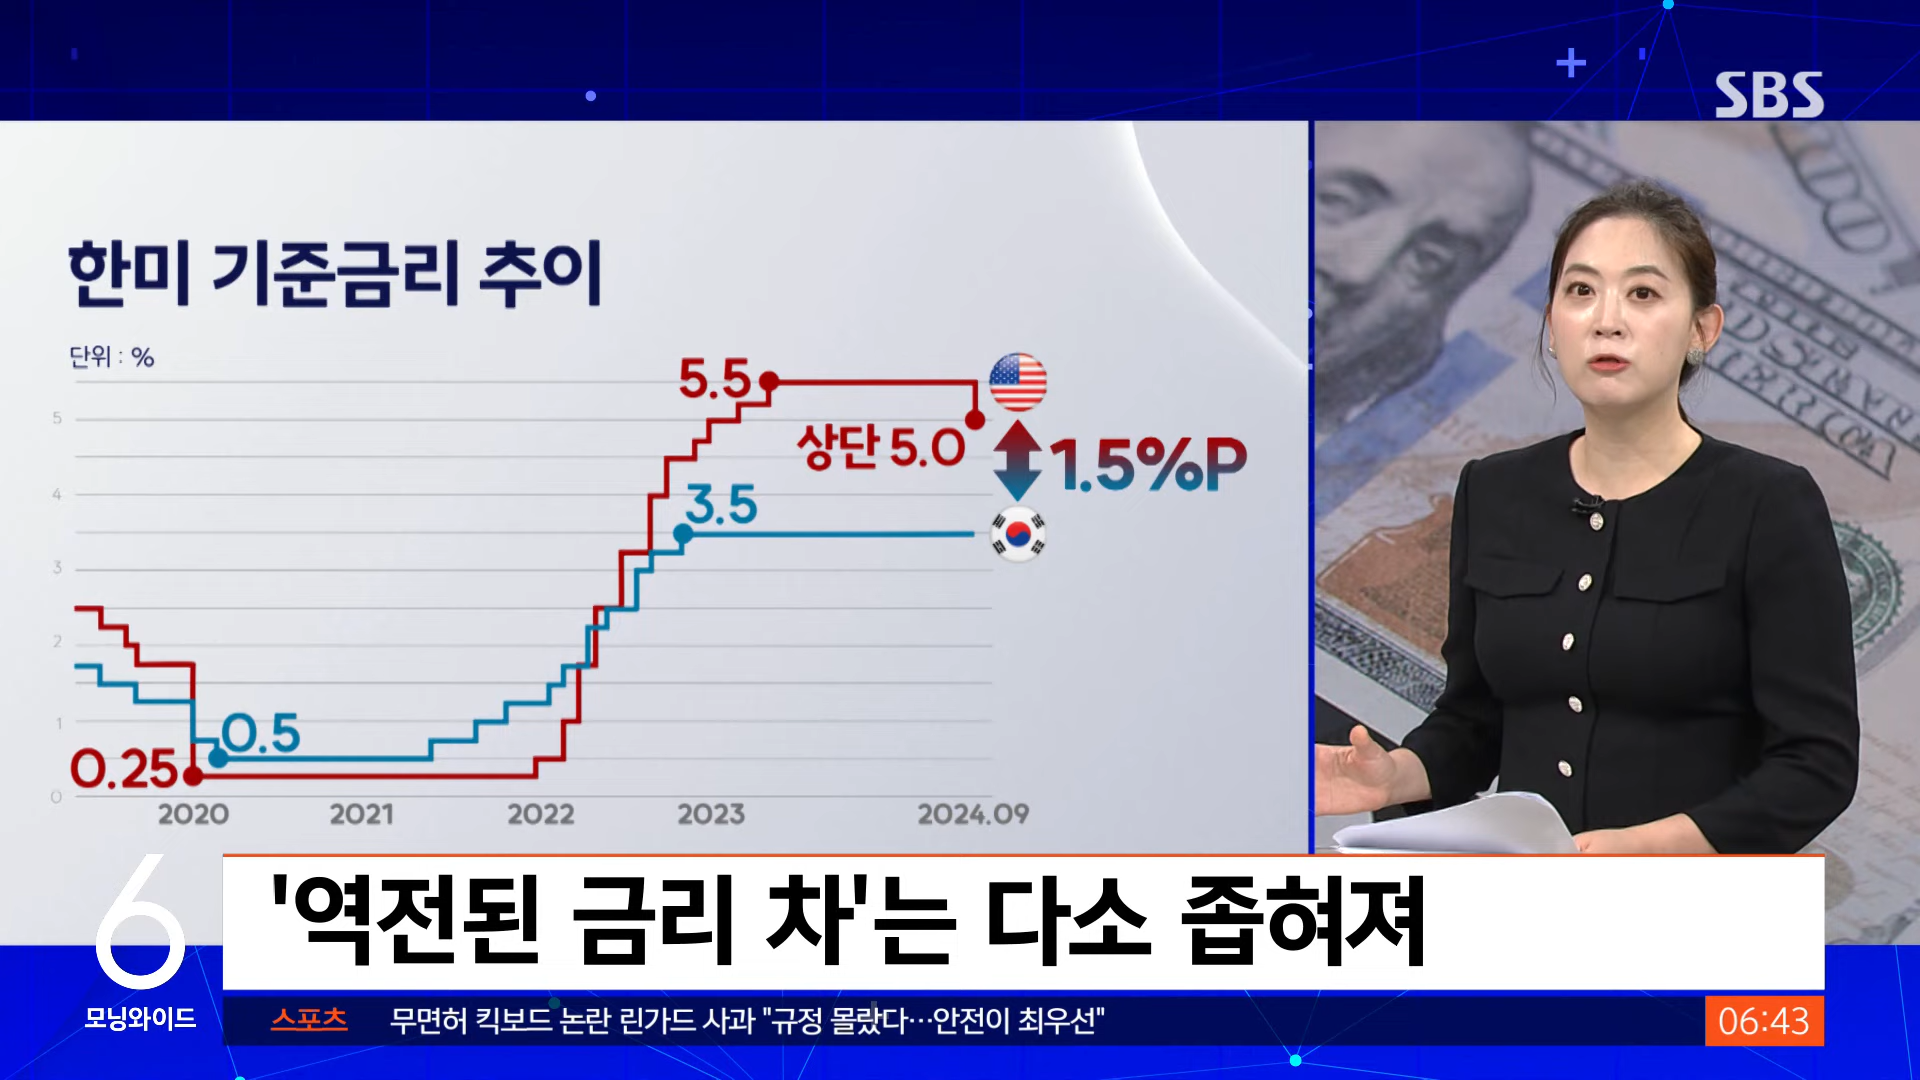 SBS
한미 기준금리 추이
단위 : %
5.5
5
상단 5.0
1.5%P
4
3.5
3
2
0.5
1
0.25
0
2020 2021 2022 2023 2024.09
'역전된 금리 차'는 다소 좁혀져
6
모닝와이드
스포츠 무면허 킥보드 논란 린가드 사과 "규정 몰랐다…안전이 최우선"
06:43